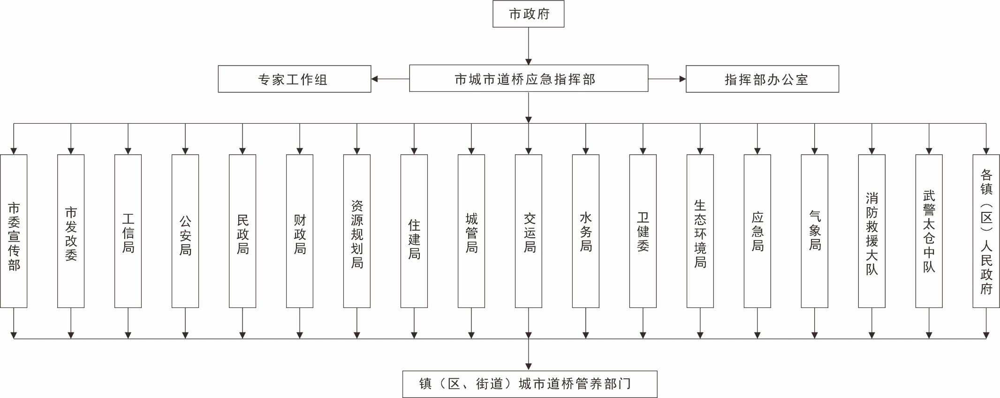 市政府
专家工作组
市城市道桥应急指挥部
指挥部办公室
市委宣传部
市发改委
工信局
公安局
民政局
财政局
资源规划局
住建局
城管局
交运局
水务局
卫健委
生态环境局
应急局
气象局
消防救援大队
武警太仓中队
各镇（区）人民政府
镇（区、街道）城市道桥管养部门